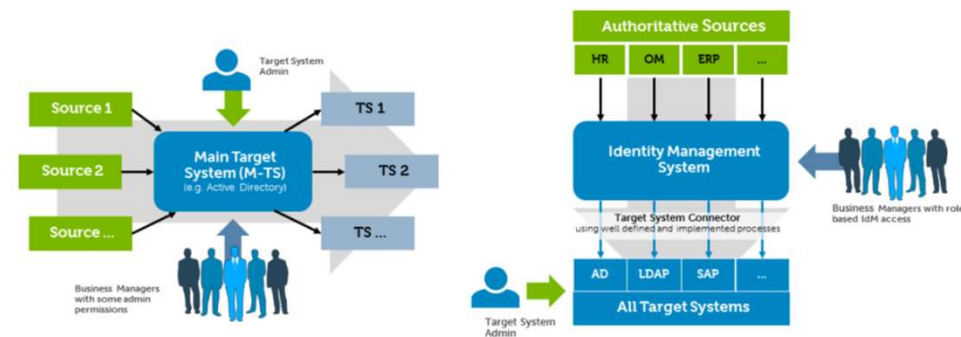 Target System
Admin
Source 1
Source 2
Source ...
Main Target
System (M-TS)
(e.g. Active Directory)
TS 1
TS 2
TS ...
Business Managers
with some admin
permissions
Authoritative Sources
HR
OM
ERP
...
Identity Management
System
Business Managers with role
based IdM access
Target System Connector
using well defined and implemented processes
AD
LDAP
SAP
...
All Target Systems
Target System
Admin